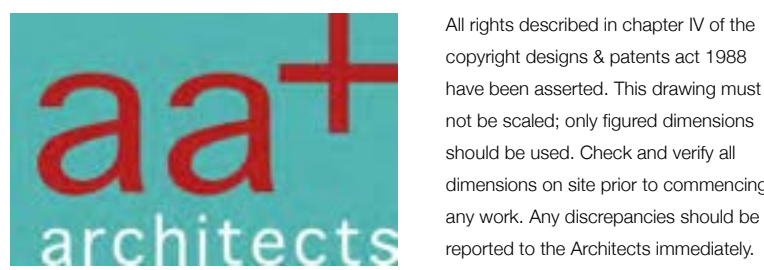 aa+
architects
All rights described in chapter IV of the
copyright designs & patents act 1988
have been asserted. This drawing must
not be scaled; only figured dimensions
should be used. Check and verify all
dimensions on site prior to commencing
any work. Any discrepancies should be
reported to the Architects immediately.